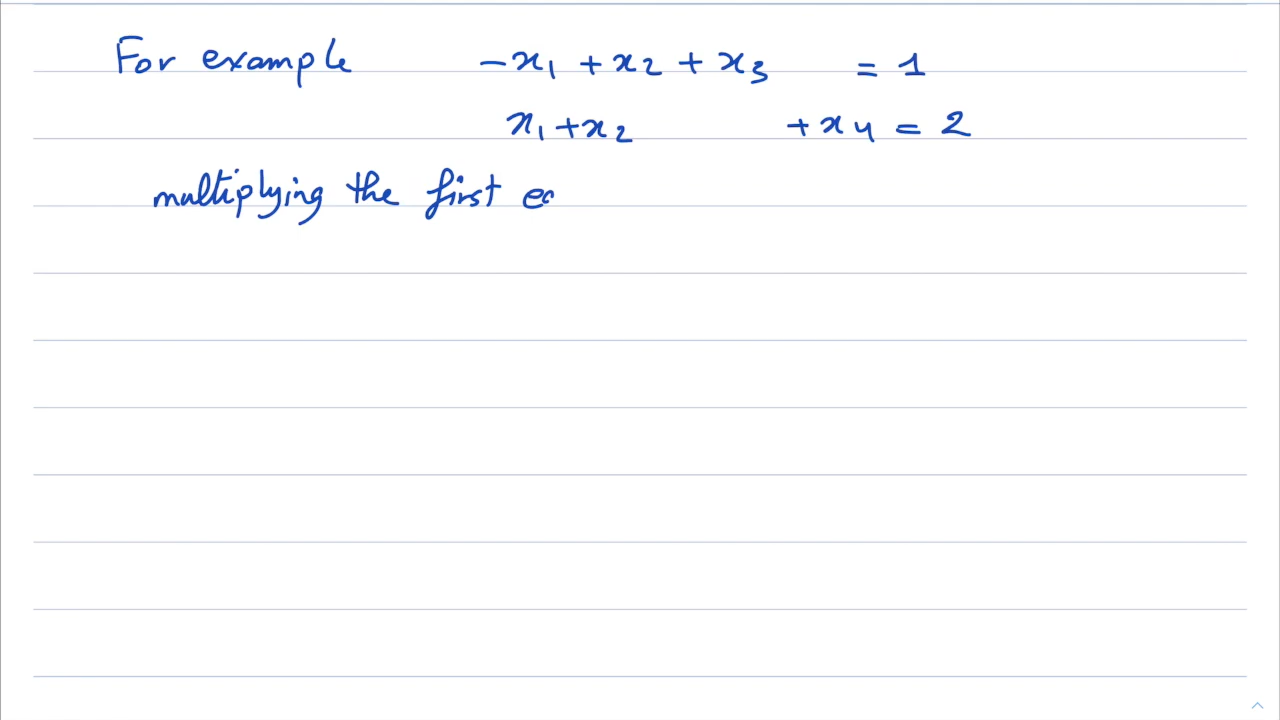 For example -x₁ + x₂ + x₃ = 1
x₁ + x₂ + x₄ = 2
multiplying the first